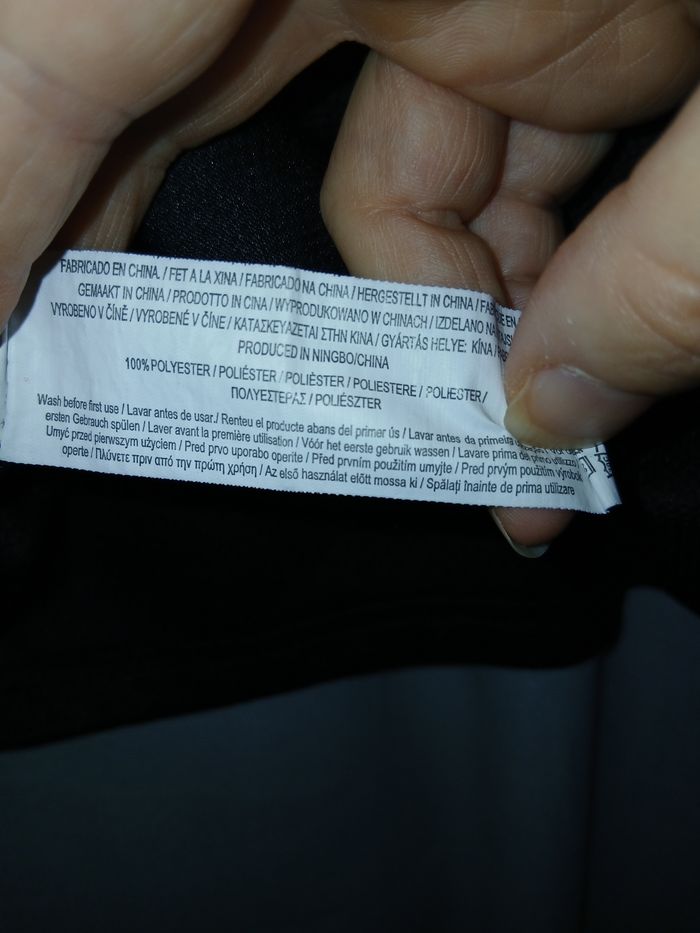 FABRICADO EN CHINA. / FET A LA XINA / FABRICADO NA CHINA / HERGESTELLT IN CHINA / EN
GEMAAKT IN CHINA / PRODOTTO IN CINA / WYPRODUKOWANO W CHINACH / IZDELANO NA
VYROBENO V ČÍNĚ / VYROBENÉ V ČÍNE / ΚΑΤΑΣΚΕΥΑΖΕΤΑΙ ΣΤΗΝ ΚΙΝΑ / GYÁRTÁS HELYE: KÍNA /
PRODUCED IN NINGBO/CHINA
100% POLYESTER / POLIÉSTER / POLIÈSTER / POLIESTERE / POLIESTER /
ΠΟΛΥΕΣΤΕΡΑΣ / POLIÉSZTER
Wash before first use / Lavar antes de usar./ Renteu el producte abans del primer ús / Lavar antes da primeira
ersten Gebrauch spülen / Laver avant la première utilisation / Vóór het eerste gebruik wassen / Lavare prima del primo utilizzo
Umyć przed pierwszym użyciem / Pred prvo uporabo operite / Před prvním použitím umyjte / Pred prvým použitím výrobok
operte / Πλύνετε πριν από την πρώτη χρήση / Az első használat előtt mossa ki / Spălați înainte de prima utilizare